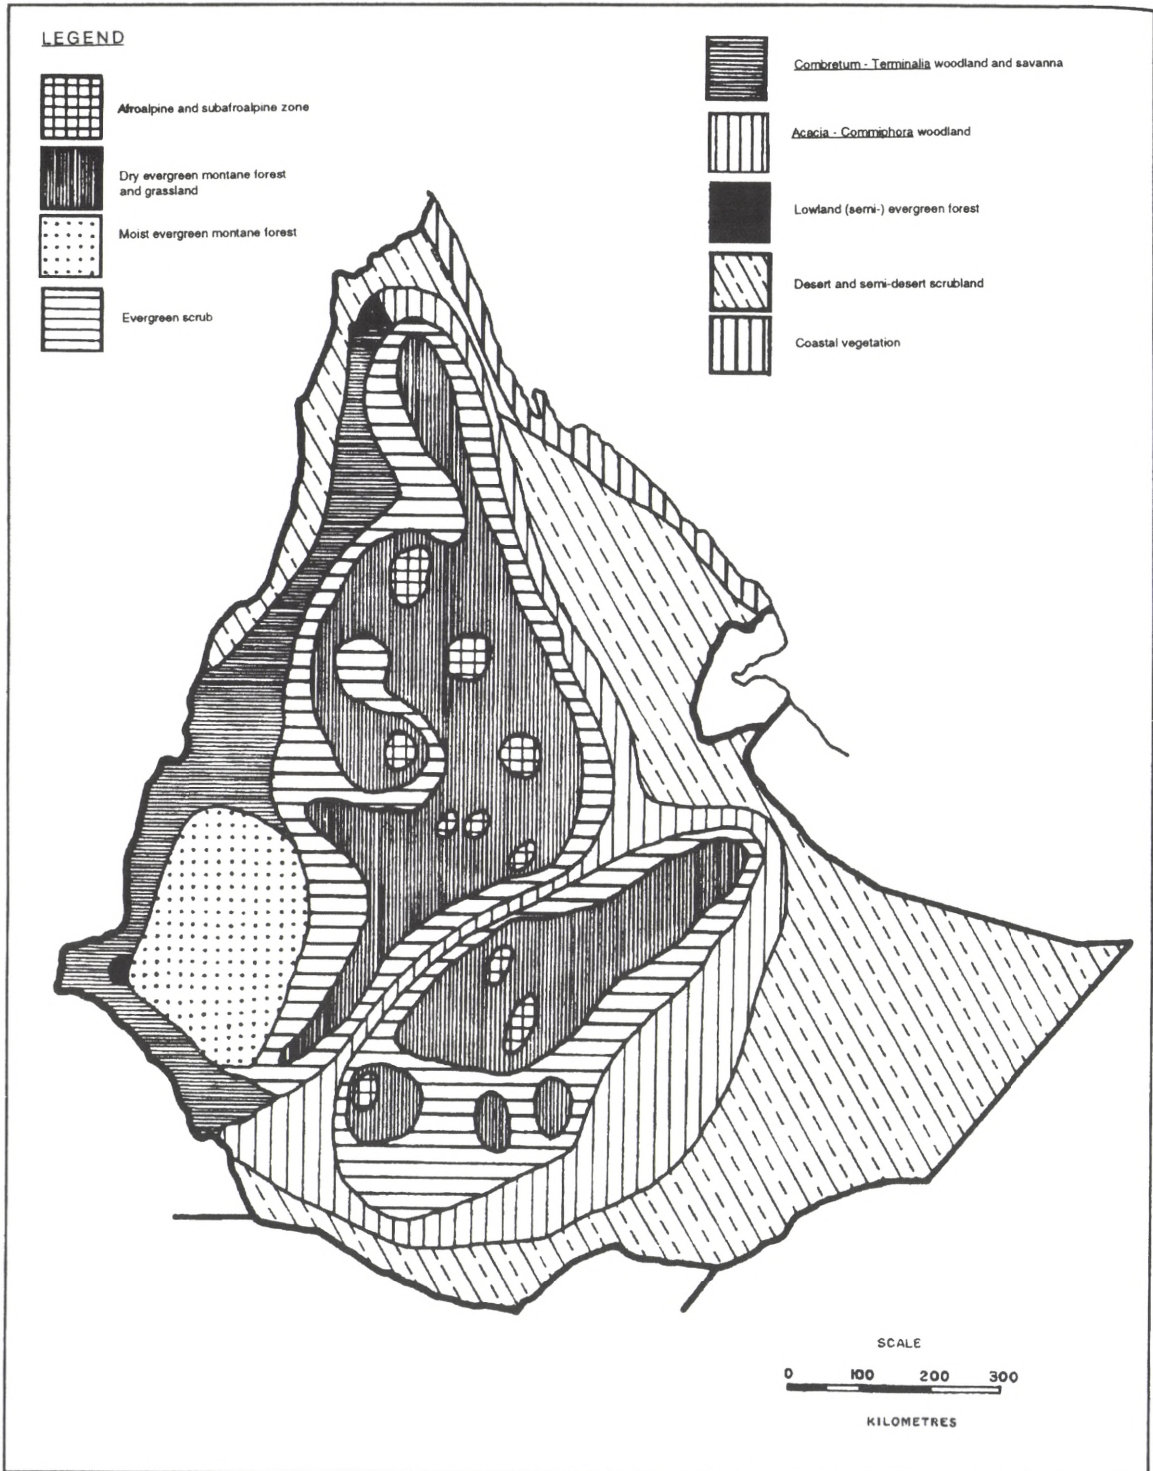 LEGEND
Afroalpine and subafroalpine zone
Dry evergreen montane forest
and grassland
Moist evergreen montane forest
Evergreen scrub
Combretum - Terminalia woodland and savanna
Acacia - Commiphora woodland
Lowland (semi-) evergreen forest
Desert and semi-desert scrubland
Coastal vegetation
SCALE
0 100 200 300
KILOMETRES